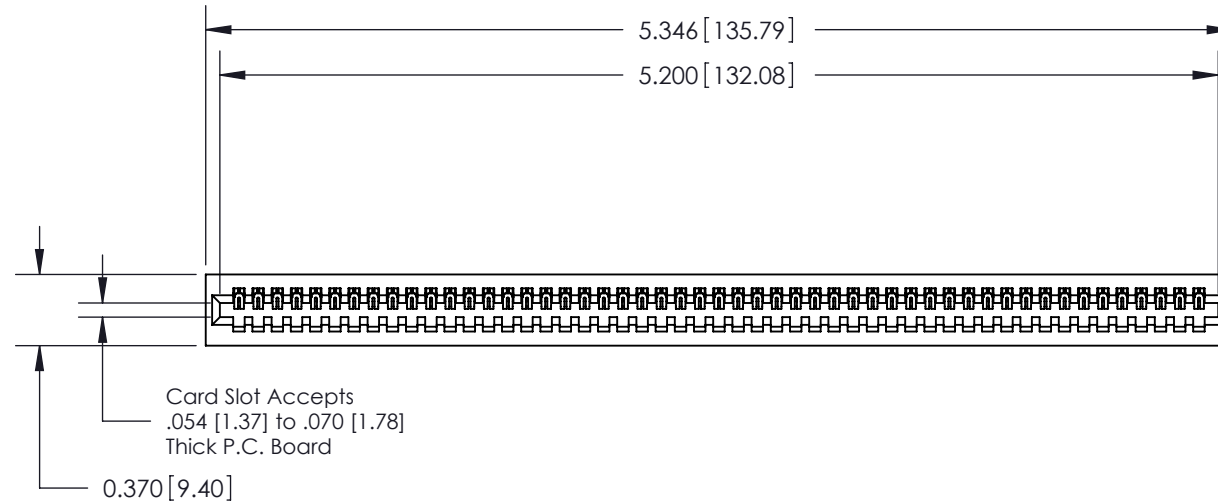 5.346 [135.79]
5.200 [132.08]
Card Slot Accepts
.054 [1.37] to .070 [1.78]
Thick P.C. Board
0.370 [9.40]